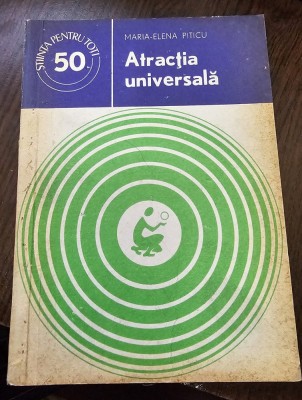 ȘTIINȚA PENTRU TOȚI
50
MARIA-ELENA PITICU
Atracția
universală